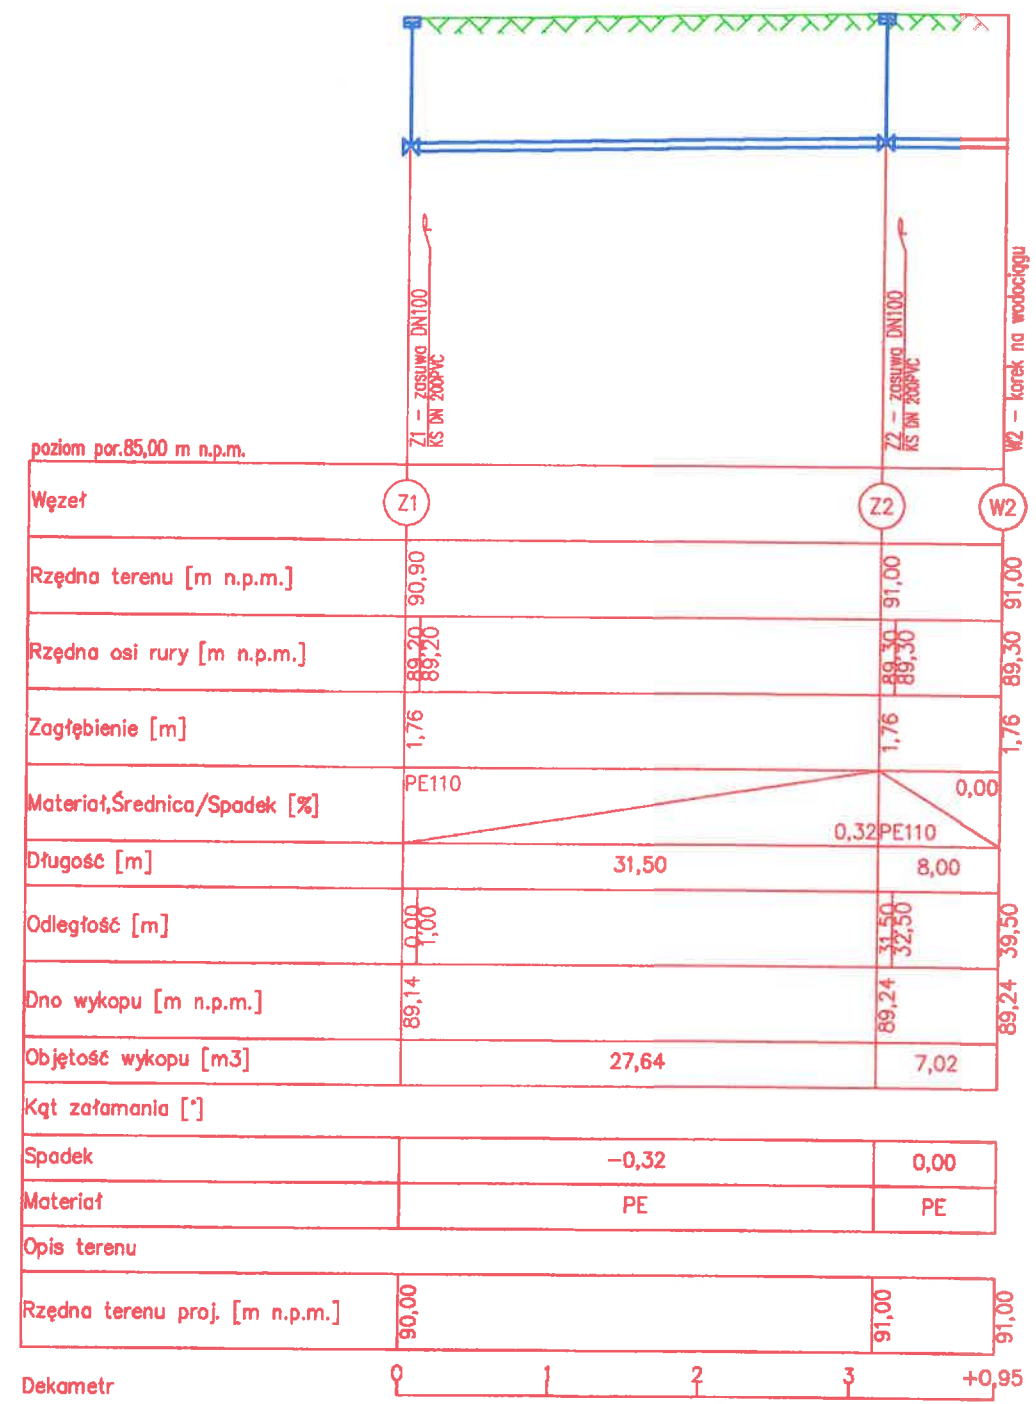 Z1 – zasuwa DN100
KS DN 200PVC
Z2 – zasuwa DN100
KS DN 200PVC
W2 – korek na wodociągu
poziom por.85,00 m n.p.m.
Węzeł Z1 Z2 W2
Rzędna terenu [m n.p.m.] 90,90 91,00 91,00
Rzędna osi rury [m n.p.m.] 89,20 89,20 89,30 89,30 89,30
Zagłębienie [m] 1,76 1,76 1,76
PE110 0,00
Materiał,Średnica/Spadek [%]
0,32 PE110
Długość [m] 31,50 8,00
Odległość [m] 0,00 1,00 31,50 32,50 39,50
Dno wykopu [m n.p.m.] 89,14 89,24 89,24
Objętość wykopu [m3] 27,64 7,02
Kąt załamania [°]
Spadek –0,32 0,00
Materiał PE PE
Opis terenu
Rzędna terenu proj. [m n.p.m.] 90,00 91,00 91,00
Dekametr 0 1 2 3 +0,95